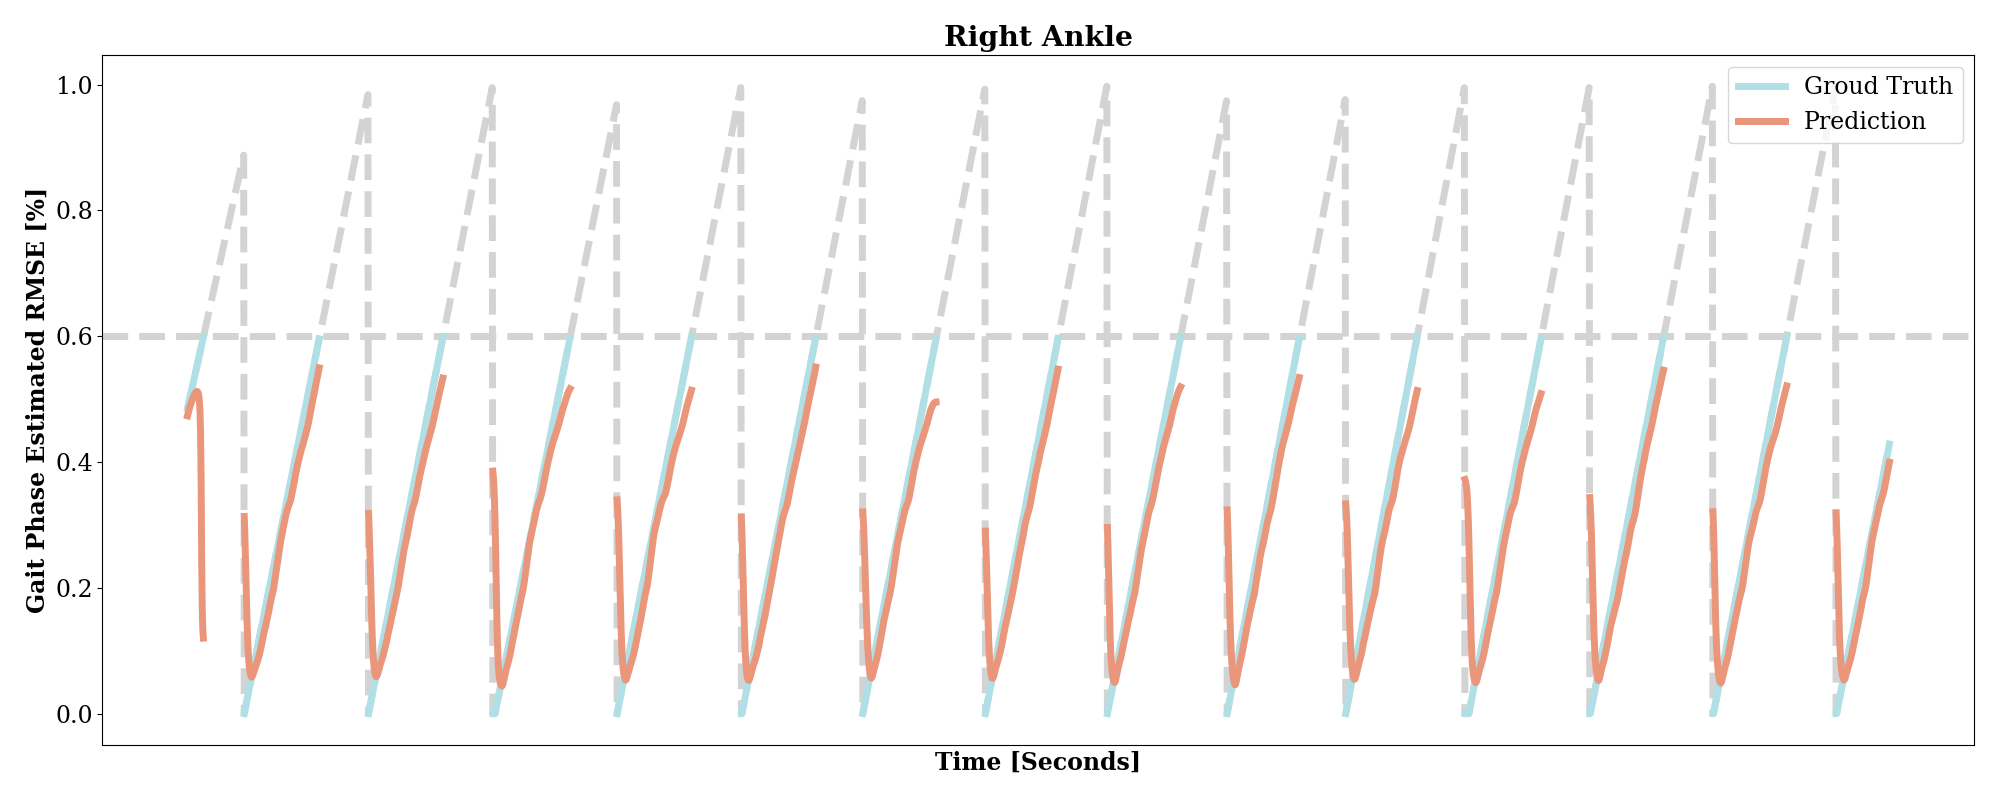 Right Ankle
Gait Phase Estimated RMSE [%]
1.0
0.8
0.6
0.4
0.2
0.0
Groud Truth
Prediction
Time [Seconds]